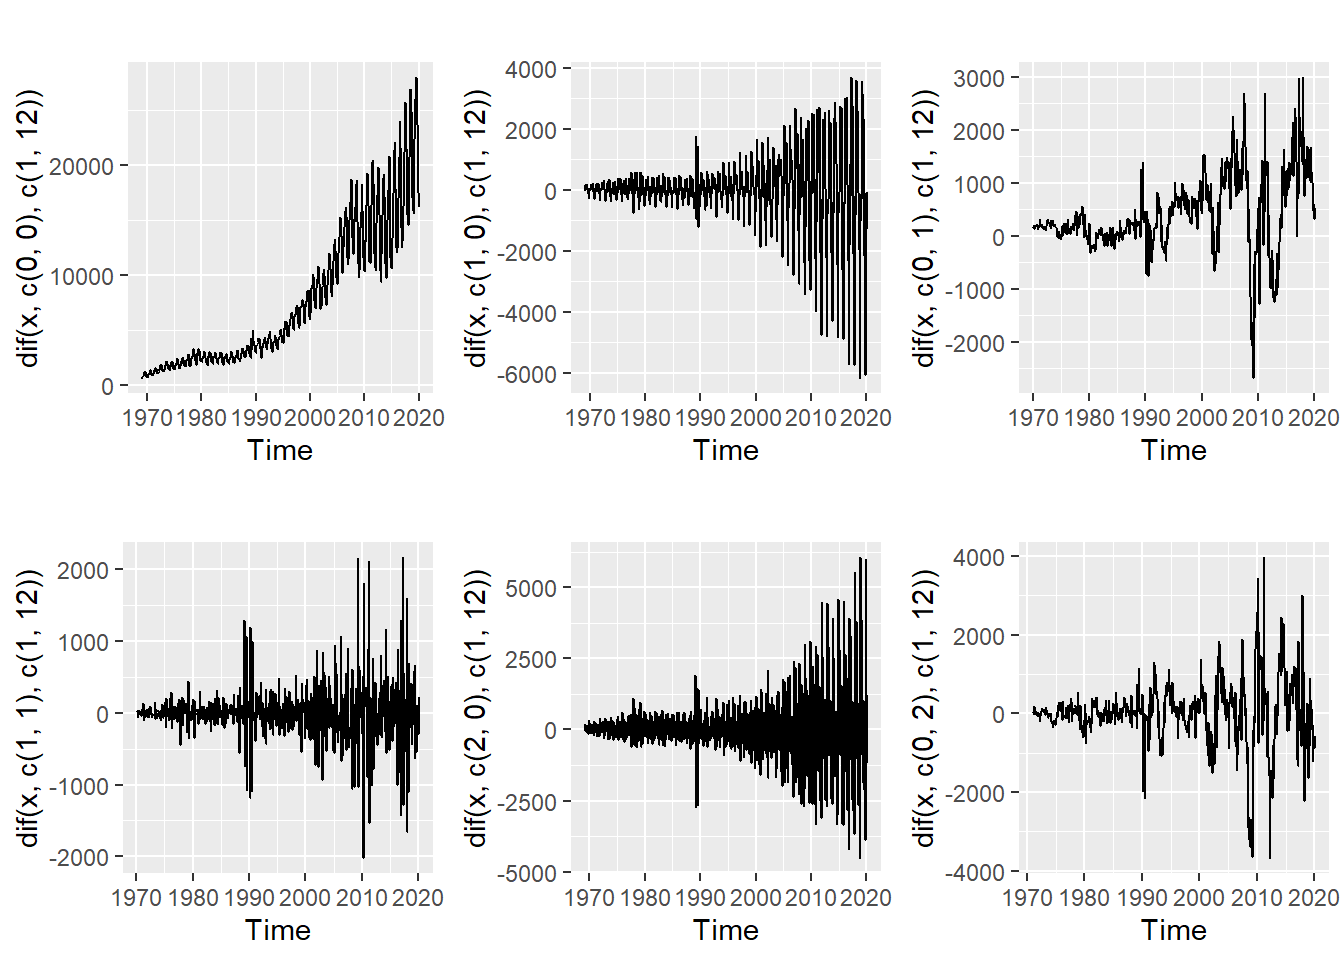 dif(x, c(0, 0), c(1, 12))
20000
10000
0
1970 1980 1990 2000 2010 2020
Time
dif(x, c(1, 0), c(1, 12))
4000
2000
0
-2000
-4000
-6000
1970 1980 1990 2000 2010 2020
Time
dif(x, c(0, 1), c(1, 12))
3000
2000
1000
0
-1000
-2000
1970 1980 1990 2000 2010 2020
Time
dif(x, c(1, 1), c(1, 12))
2000
1000
0
-1000
-2000
1970 1980 1990 2000 2010 2020
Time
dif(x, c(2, 0), c(1, 12))
5000
2500
0
-2500
-5000
1970 1980 1990 2000 2010 2020
Time
dif(x, c(0, 2), c(1, 12))
4000
2000
0
-2000
-4000
1970 1980 1990 2000 2010 2020
Time